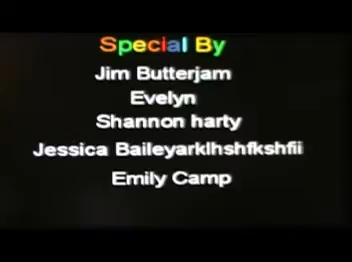 Special By
Jim Butterjam
Evelyn
Shannon harty
Jessica Baileyarklhshfkshfii
Emily Camp